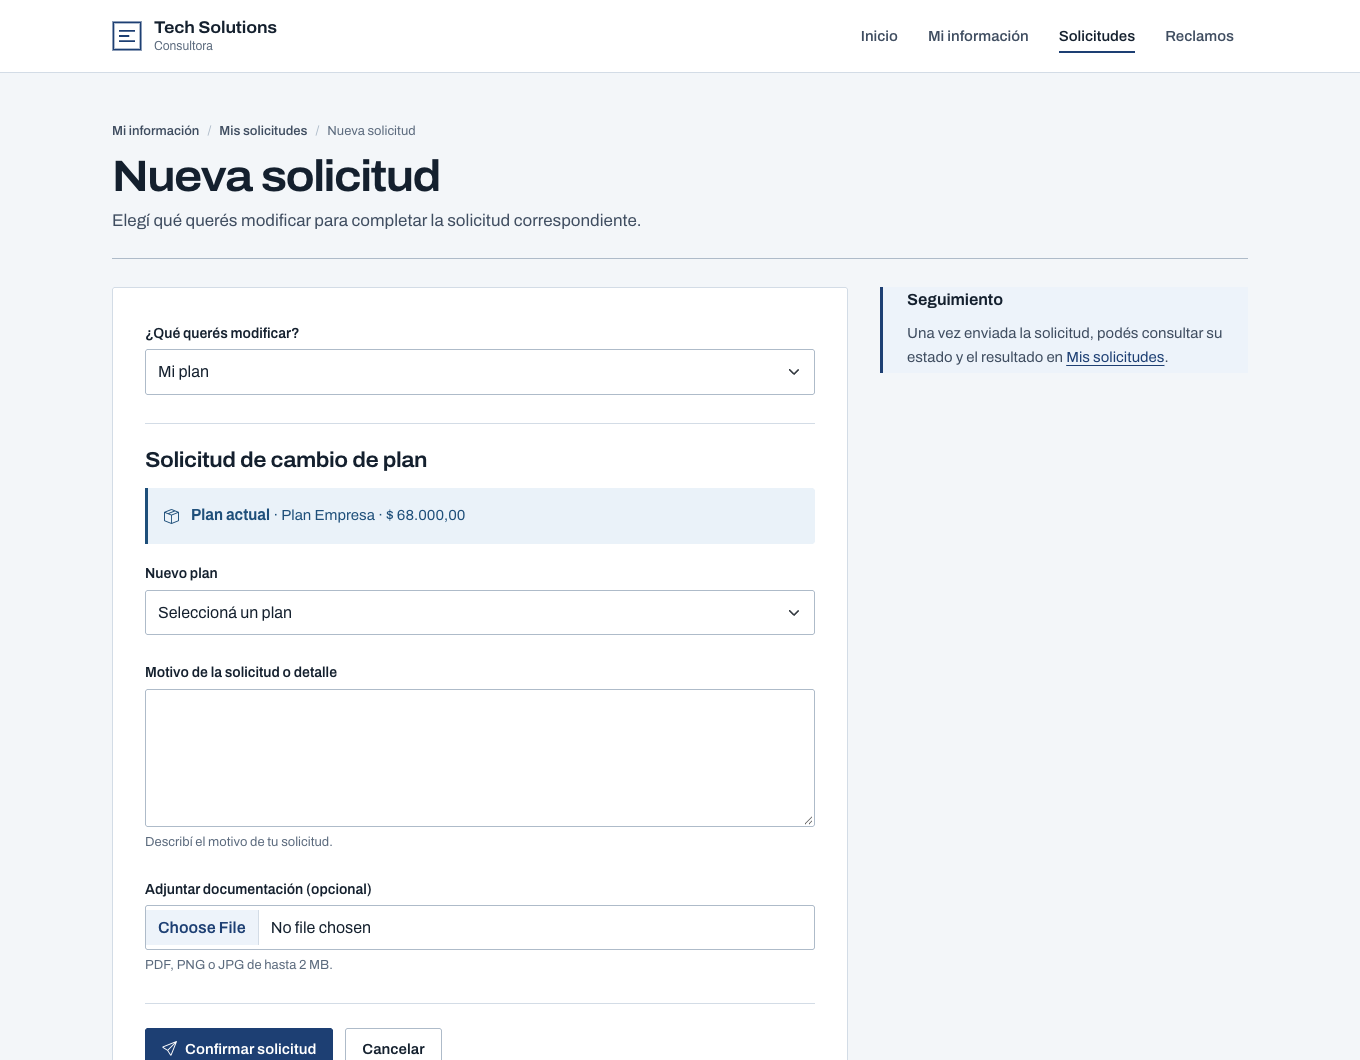 Tech Solutions
Consultora
Inicio
Mi información
Solicitudes
Reclamos
Mi información / Mis solicitudes / Nueva solicitud
Nueva solicitud
Elegí qué querés modificar para completar la solicitud correspondiente.
¿Qué querés modificar?
Mi plan
Solicitud de cambio de plan
Plan actual · Plan Empresa · $ 68.000,00
Nuevo plan
Seleccioná un plan
Motivo de la solicitud o detalle
Describí el motivo de tu solicitud.
Adjuntar documentación (opcional)
Choose File No file chosen
PDF, PNG o JPG de hasta 2 MB.
Confirmar solicitud
Cancelar
Seguimiento
Una vez enviada la solicitud, podés consultar su
estado y el resultado en Mis solicitudes.